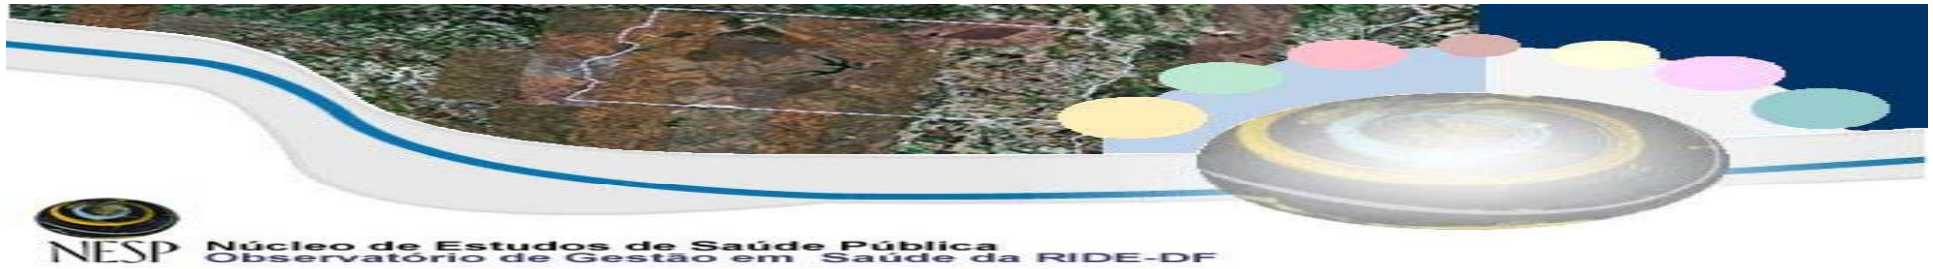 NESP
Núcleo de Estudos de Saúde Pública
Observatório de Gestão em Saúde da RIDE-DF